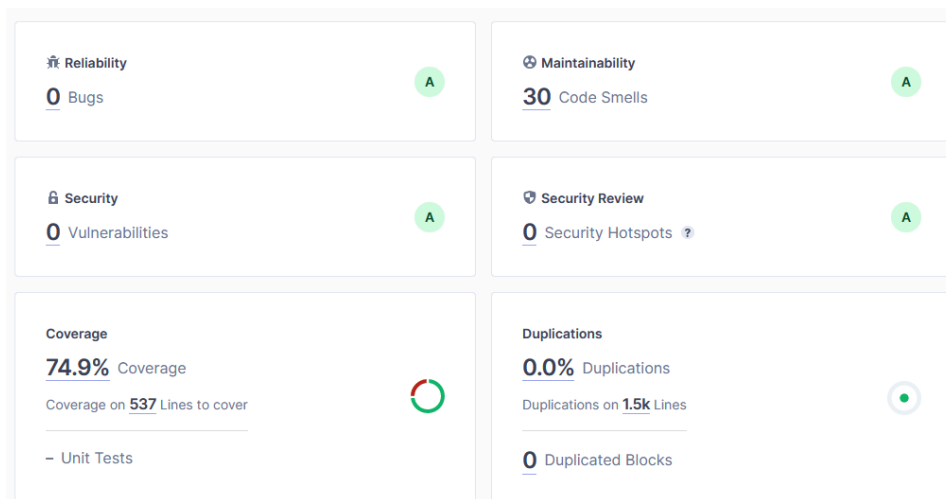 Reliability
0 Bugs
A
Maintainability
30 Code Smells
A
Security
0 Vulnerabilities
A
Security Review
0 Security Hotspots ?
A
Coverage
74.9% Coverage
Coverage on 537 Lines to cover
– Unit Tests
Duplications
0.0% Duplications
Duplications on 1.5k Lines
0 Duplicated Blocks